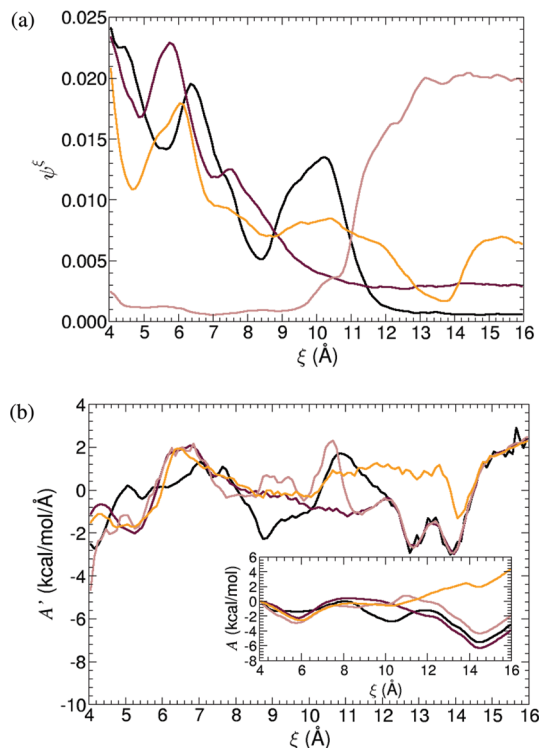 (a)
0.025
0.020
0.015
0.010
0.005
0.000
ψ^ξ
4 5 6 7 8 9 10 11 12 13 14 15 16
ξ (Å)
(b)
4
2
0
-2
-4
-6
-8
-10
A' (kcal/mol/Å)
6
4
2
0
-2
-4
-6
-8
A (kcal/mol)
4 6 8 10 12 14 16
ξ (Å)
4 5 6 7 8 9 10 11 12 13 14 15 16
ξ (Å)